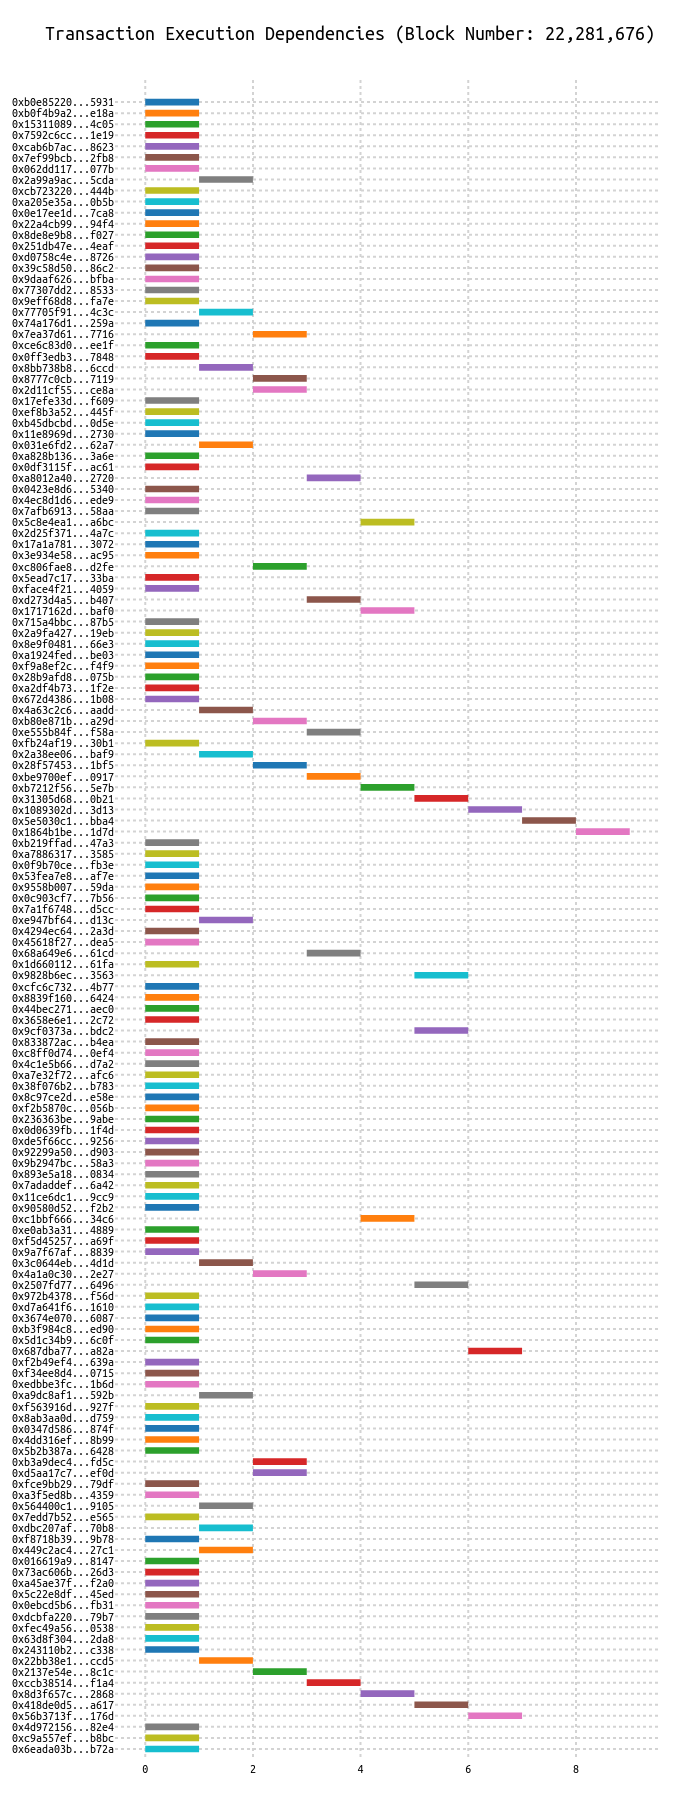 Transaction Execution Dependencies (Block Number: 22,281,676)
0xb0e85220...5931
0xb0f4b9a2...e18a
0x15311089...4c05
0x7592c6cc...1e19
0xcab6b7ac...8623
0x7ef99bcb...2fb8
0x062dd117...077b
0x2a99a9ac...5cda
0xcb723220...444b
0xa205e35a...0b5b
0x0e17ee1d...7ca8
0x22a4cb99...94f4
0x8de8e9b8...f027
0x251db47e...4eaf
0xd0758c4e...8726
0x39c58d50...86c2
0x9daaf626...bfba
0x77307dd2...8533
0x9eff68d8...fa7e
0x77705f91...4c3c
0x74a176d1...259a
0x7ea37d61...7716
0xce6c83d0...ee1f
0x0ff3edb3...7848
0x8bb738b8...6ccd
0x8777c0cb...7119
0x2d11cf55...ce8a
0x17efe33d...f609
0xef8b3a52...445f
0xb45dbcbd...0d5e
0x11e8969d...2730
0x031e6fd2...62a7
0xa828b136...3a6e
0x0df3115f...ac61
0xa8012a40...2720
0x0423e8d6...5340
0x4ec8d1d6...ede9
0x7afb6913...58aa
0x5c8e4ea1...a6bc
0x2d25f371...4a7c
0x17a1a781...3072
0x3e934e58...ac95
0xc806fae8...d2fe
0x5ead7c17...33ba
0xface4f21...4059
0xd273d4a5...b407
0x1717162d...baf0
0x715a4bbc...87b5
0x2a9fa427...19eb
0x8e9f0481...66e3
0xa1924fed...be03
0xf9a8ef2c...f4f9
0x28b9afd8...075b
0xa2df4b73...1f2e
0x672d4386...1b08
0x4a63c2c6...aadd
0xb80e871b...a29d
0xe555b84f...f58a
0xfb24af19...30b1
0x2a38ee06...baf9
0x28f57453...1bf5
0xbe9700ef...0917
0xb7212f56...5e7b
0x31305d68...0b21
0x1089302d...3d13
0x5e5030c1...bba4
0x1864b1be...1d7d
0xb219ffad...47a3
0xa7886317...3585
0x0f9b70ce...fb3e
0x53fea7e8...af7e
0x9558b007...59da
0x0c903cf7...7b56
0x7a1f6748...d5cc
0xe947bf64...d13c
0x4294ec64...2a3d
0x45618f27...dea5
0x68a649e6...61cd
0x1d660112...61fa
0x9828b6ec...3563
0xcfc6c732...4b77
0x8839f160...6424
0x44bec271...aec0
0x3658e6e1...2c72
0x9cf0373a...bdc2
0x833872ac...b4ea
0xc8ff0d74...0ef4
0x4c1e5b66...d7a2
0xa7e32f72...afc6
0x38f076b2...b783
0x8c97ce2d...e58e
0xf2b5870c...056b
0x236363be...9abe
0x0d0639fb...1f4d
0xde5f66cc...9256
0x92299a50...d903
0x9b2947bc...58a3
0x893e5a18...0834
0x7adaddef...6a42
0x11ce6dc1...9cc9
0x90580d52...f2b2
0xc1bbf666...34c6
0xe0ab3a31...4889
0xf5d45257...a69f
0x9a7f67af...8839
0x3c0644eb...4d1d
0x4a1a0c30...2e27
0x2507fd77...6496
0x972b4378...f56d
0xd7a641f6...1610
0x3674e070...6087
0xb3f984c8...ed90
0x5d1c34b9...6c0f
0x687dba77...a82a
0xf2b49ef4...639a
0xf34ee8d4...0715
0xedbbe3fc...1b6d
0xa9dc8af1...592b
0xf563916d...927f
0x8ab3aa0d...d759
0x0347d586...874f
0x4dd316ef...8b99
0x5b2b387a...6428
0xb3a9dec4...fd5c
0xd5aa17c7...ef0d
0xfce9bb29...79df
0xa3f5ed8b...4359
0x564400c1...9105
0x7edd7b52...e565
0xdbc207af...70b8
0xf8718b39...9b78
0x449c2ac4...27c1
0x016619a9...8147
0x73ac606b...26d3
0xa45ae37f...f2a0
0x5c22e8df...45ed
0x0ebcd5b6...fb31
0xdcbfa220...79b7
0xfec49a56...0538
0x63d8f304...2da8
0x243110b2...c338
0x22bb38e1...ccd5
0x2137e54e...8c1c
0xccb38514...f1a4
0x8d3f657c...2868
0x418de0d5...a617
0x56b3713f...176d
0x4d972156...82e4
0xc9a557ef...b8bc
0x6eada03b...b72a
0 2 4 6 8